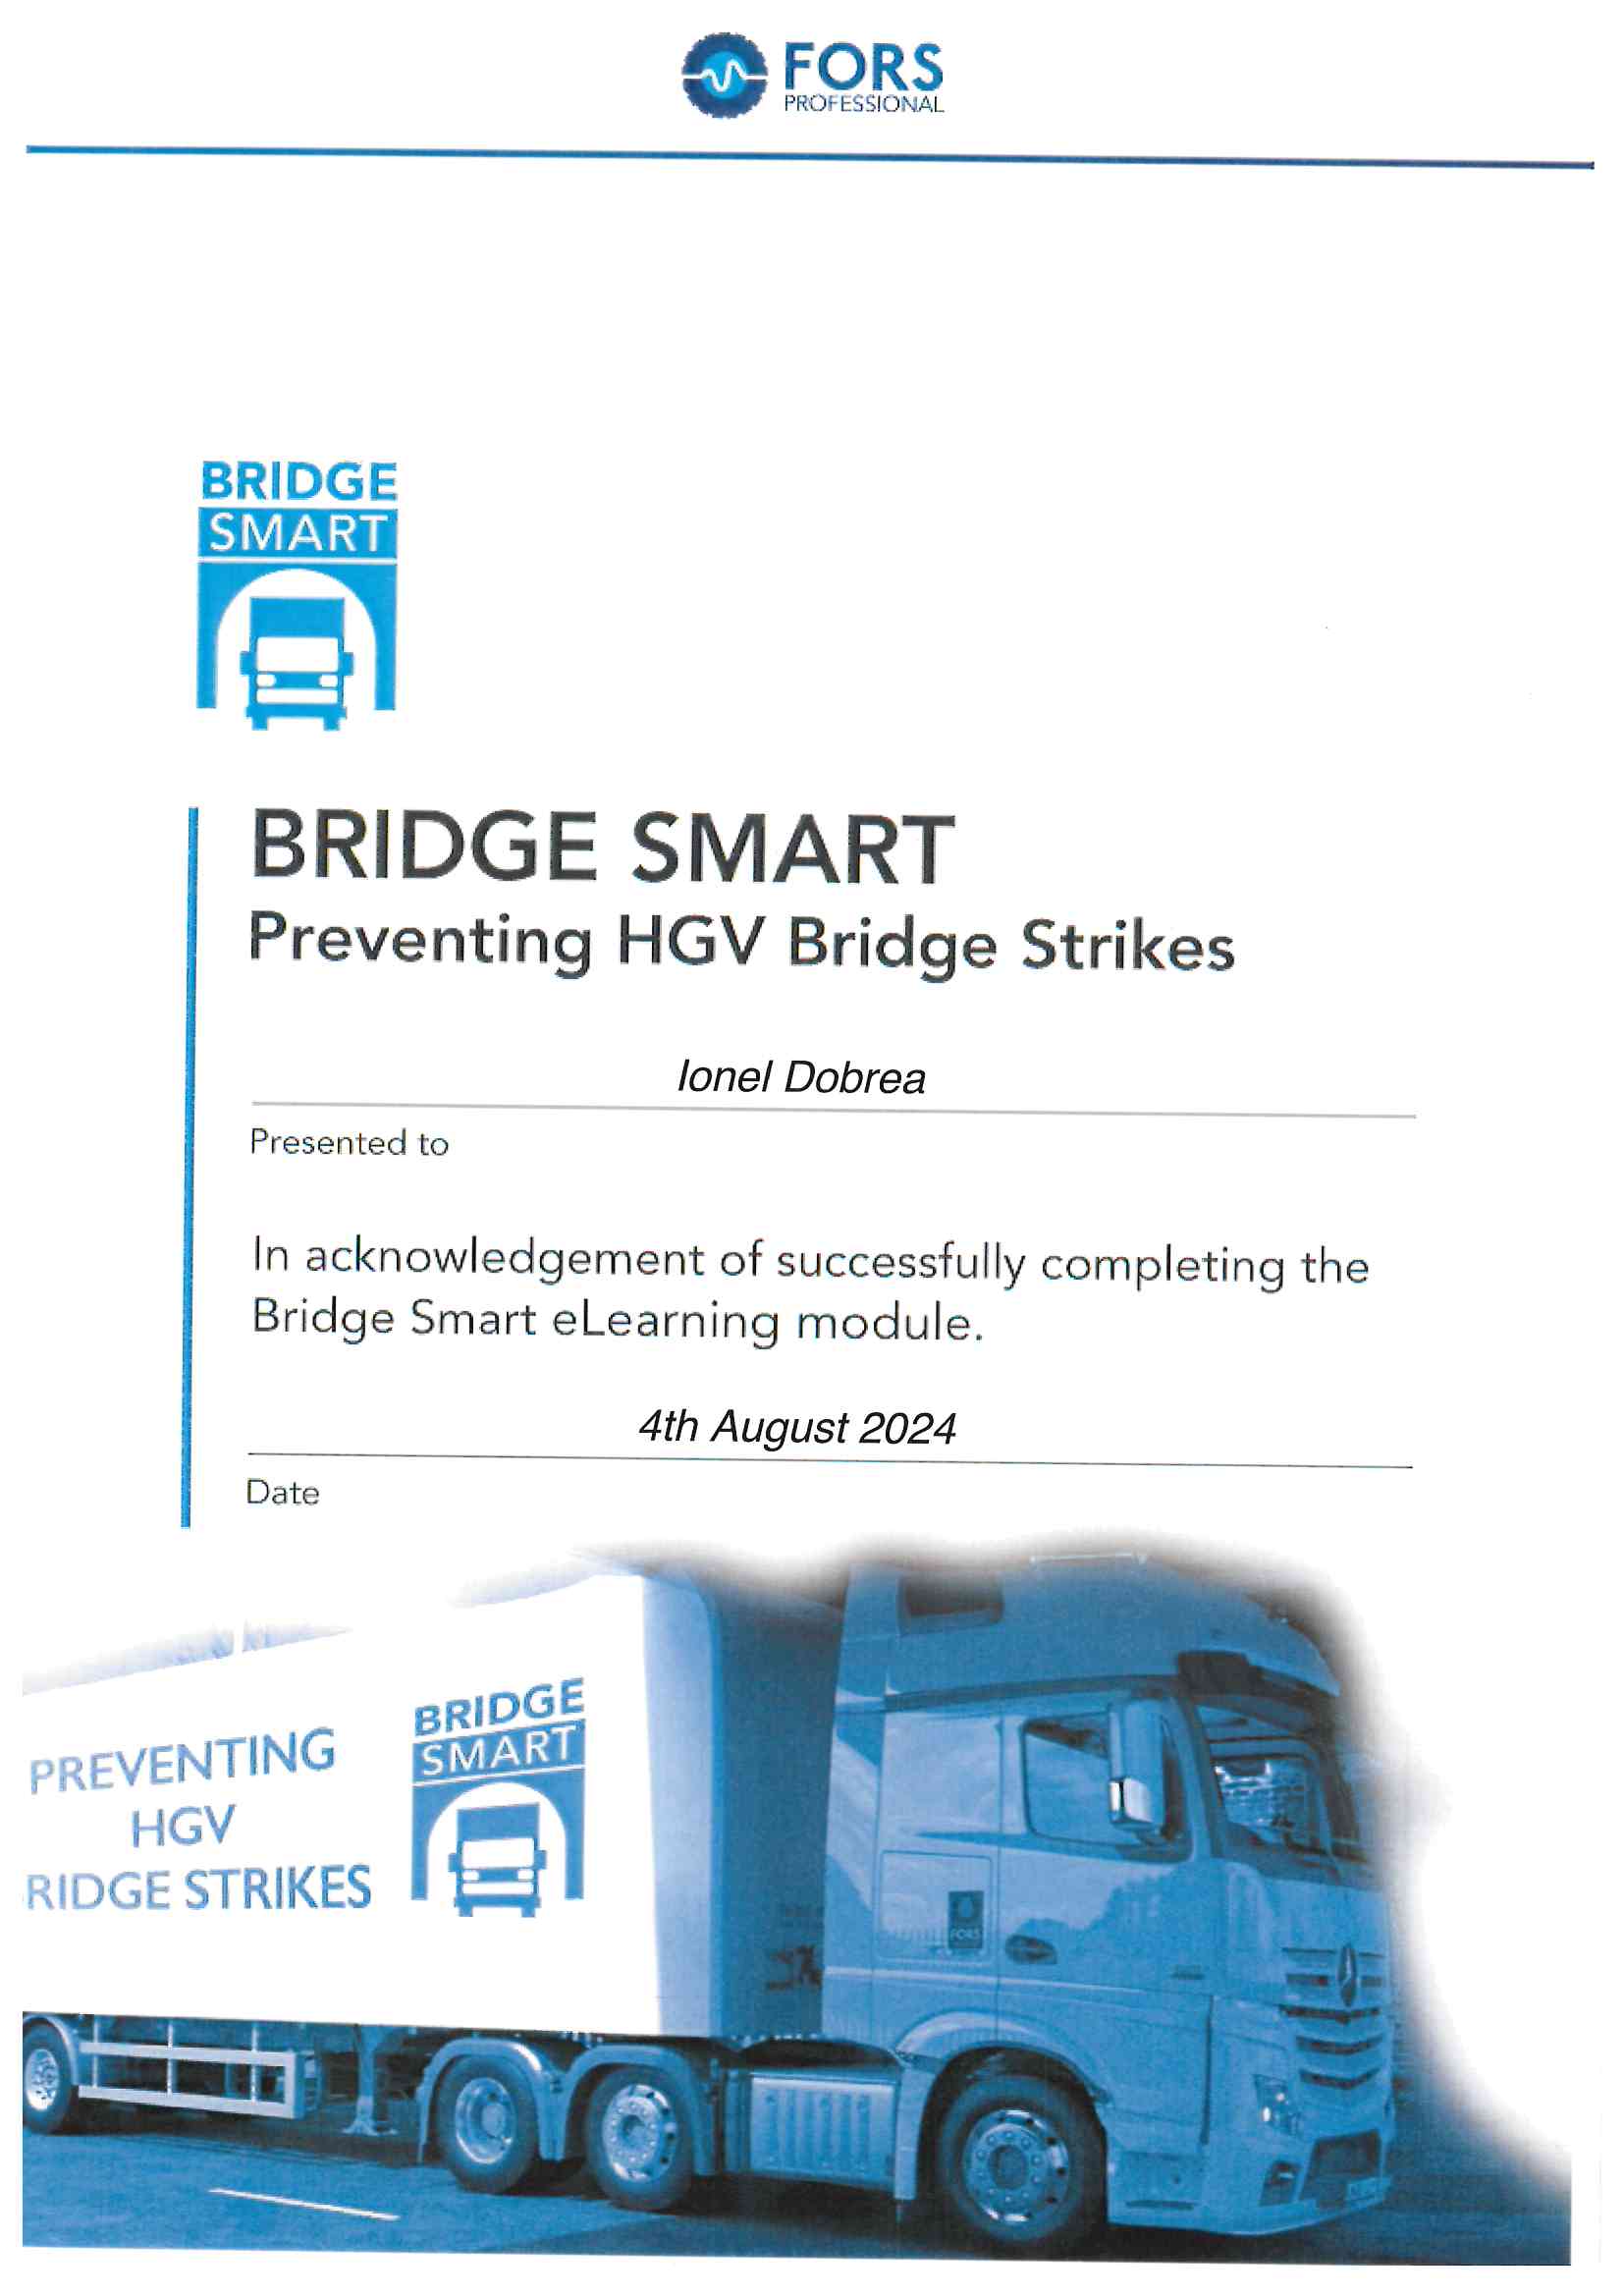 FORS
PROFESSIONAL
BRIDGE
SMART
BRIDGE SMART
Preventing HGV Bridge Strikes
Ionel Dobrea
Presented to
In acknowledgement of successfully completing the
Bridge Smart eLearning module.
4th August 2024
Date
PREVENTING
HGV
RIDGE STRIKES
BRIDGE
SMART
FORS